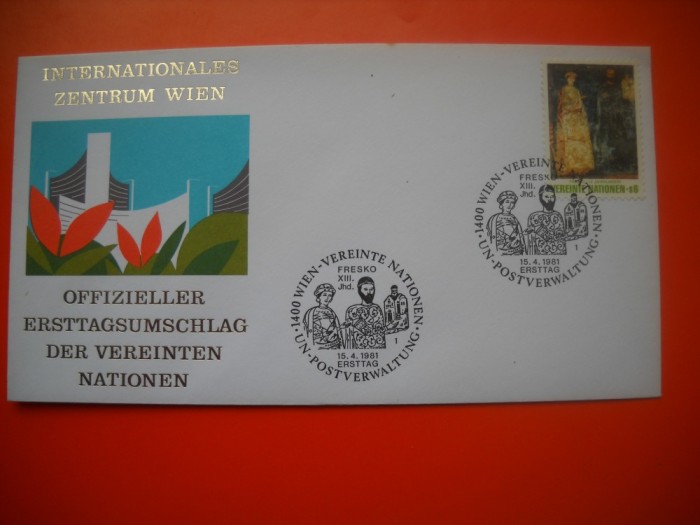 INTERNATIONALES
ZENTRUM WIEN
OFFIZIELLER
ERSTTAGSUMSCHLAG
DER VEREINTEN
NATIONEN
1400 WIEN-VEREINTE NATIONEN
FRESKO
XIII.
Jhd.
1
15.4.1981
ERSTTAG
UN-POSTVERWALTUNG
VEREINTE NATIONEN-s6
1400 WIEN-VEREINTE NATIONEN
FRESKO
XIII.
Jhd.
1
15.4.1981
ERSTTAG
UN-POSTVERWALTUNG